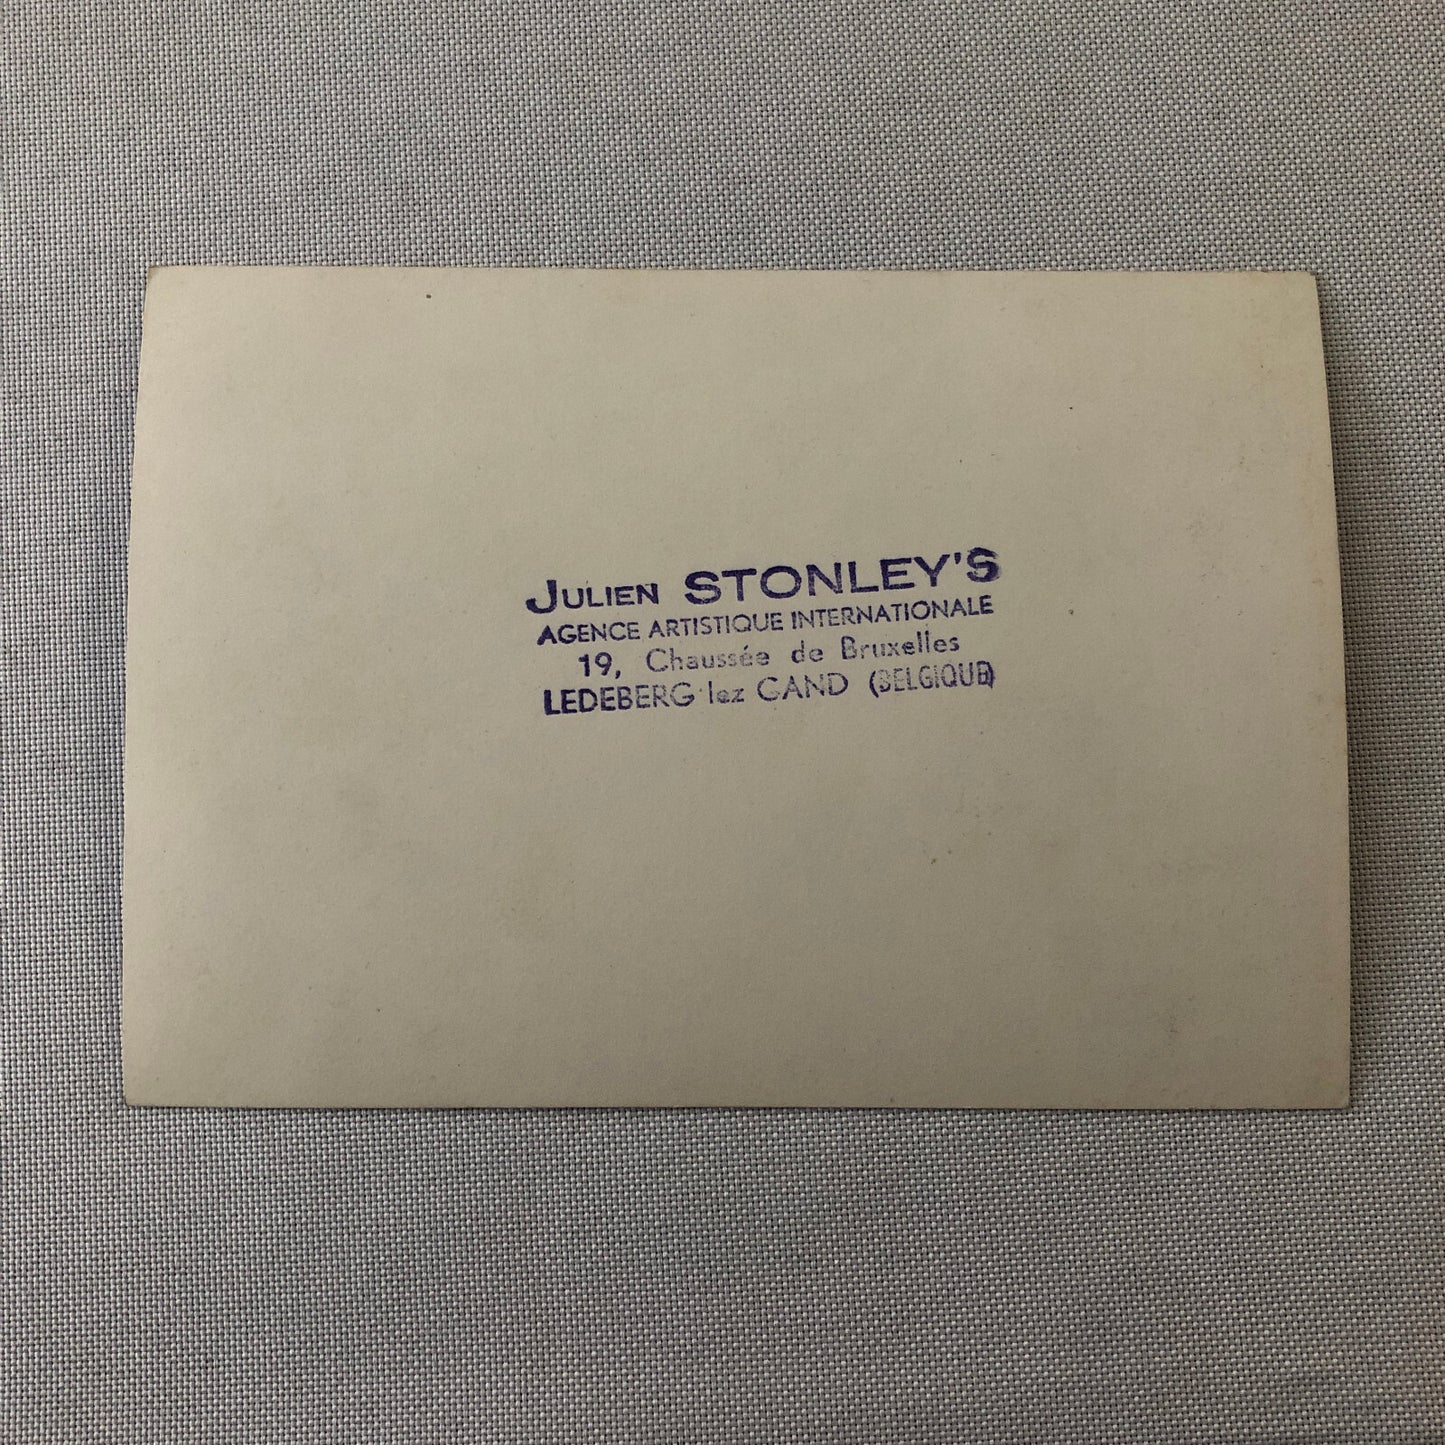 JULIEN STONLEY'S
AGENCE ARTISTIQUE INTERNATIONALE
19, Chaussée de Bruxelles
LEDEBERG lez GAND (BELGIQUE)